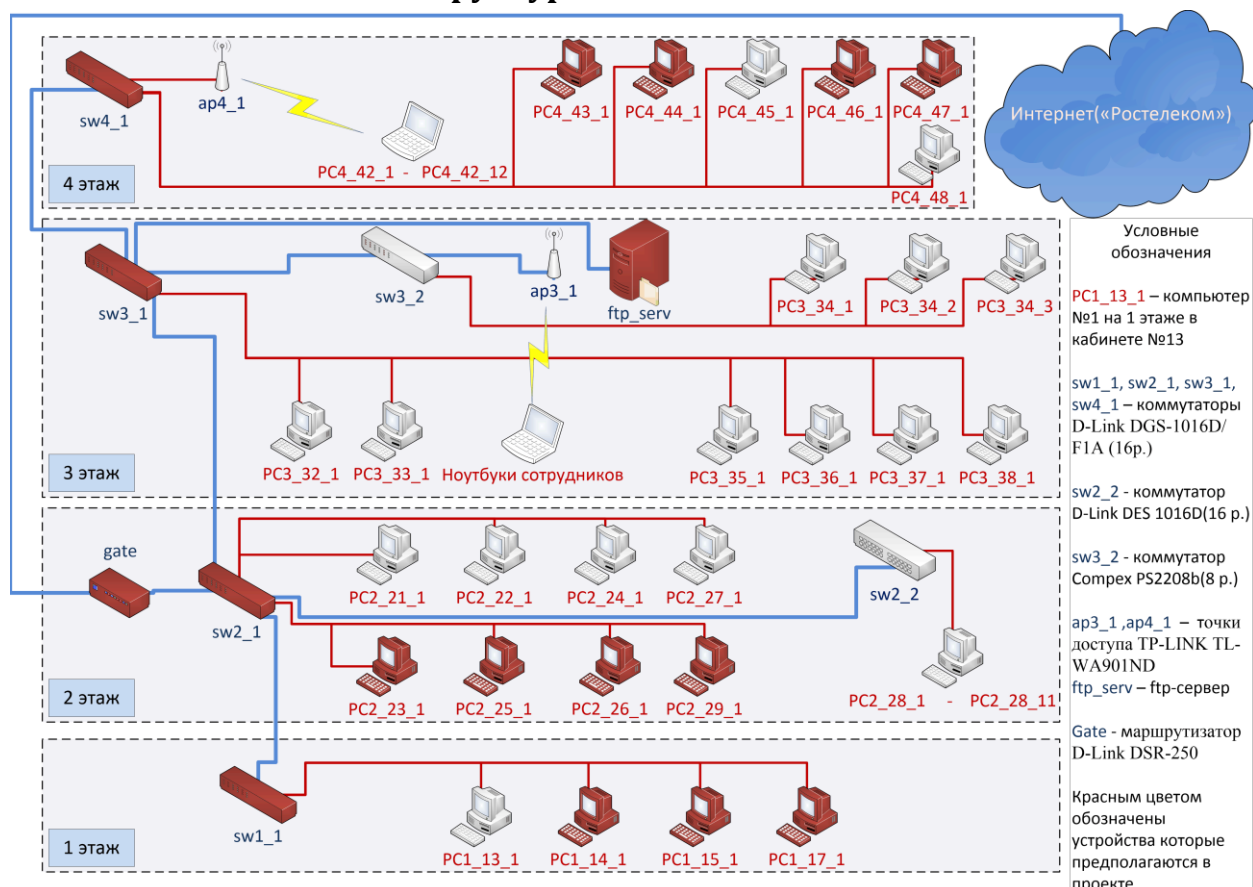 ap4_1
sw4_1
PC4_43_1
PC4_44_1
PC4_45_1
PC4_46_1
PC4_47_1
PC4_42_1 - PC4_42_12
PC4_48_1
4 этаж
Интернет(«Ростелеком»)
sw3_1
sw3_2
ap3_1
ftp_serv
PC3_34_1
PC3_34_2
PC3_34_3
PC3_32_1
PC3_33_1
Ноутбуки сотрудников
PC3_35_1
PC3_36_1
PC3_37_1
PC3_38_1
3 этаж
gate
sw2_1
PC2_21_1
PC2_22_1
PC2_24_1
PC2_27_1
sw2_2
PC2_23_1
PC2_25_1
PC2_26_1
PC2_29_1
PC2_28_1 - PC2_28_11
2 этаж
sw1_1
PC1_13_1
PC1_14_1
PC1_15_1
PC1_17_1
1 этаж
Условные
обозначения
PC1_13_1 – компьютер
№1 на 1 этаже в
кабинете №13
sw1_1, sw2_1, sw3_1,
sw4_1 – коммутаторы
D-Link DGS-1016D/
F1A (16р.)
sw2_2 - коммутатор
D-Link DES 1016D(16 р.)
sw3_2 - коммутатор
Compex PS2208b(8 р.)
ap3_1 ,ap4_1 – точки
доступа TP-LINK TL-
WA901ND
ftp_serv – ftp-сервер
Gate - маршрутизатор
D-Link DSR-250
Красным цветом
обозначены
устройства которые
предполагаются в
проекте